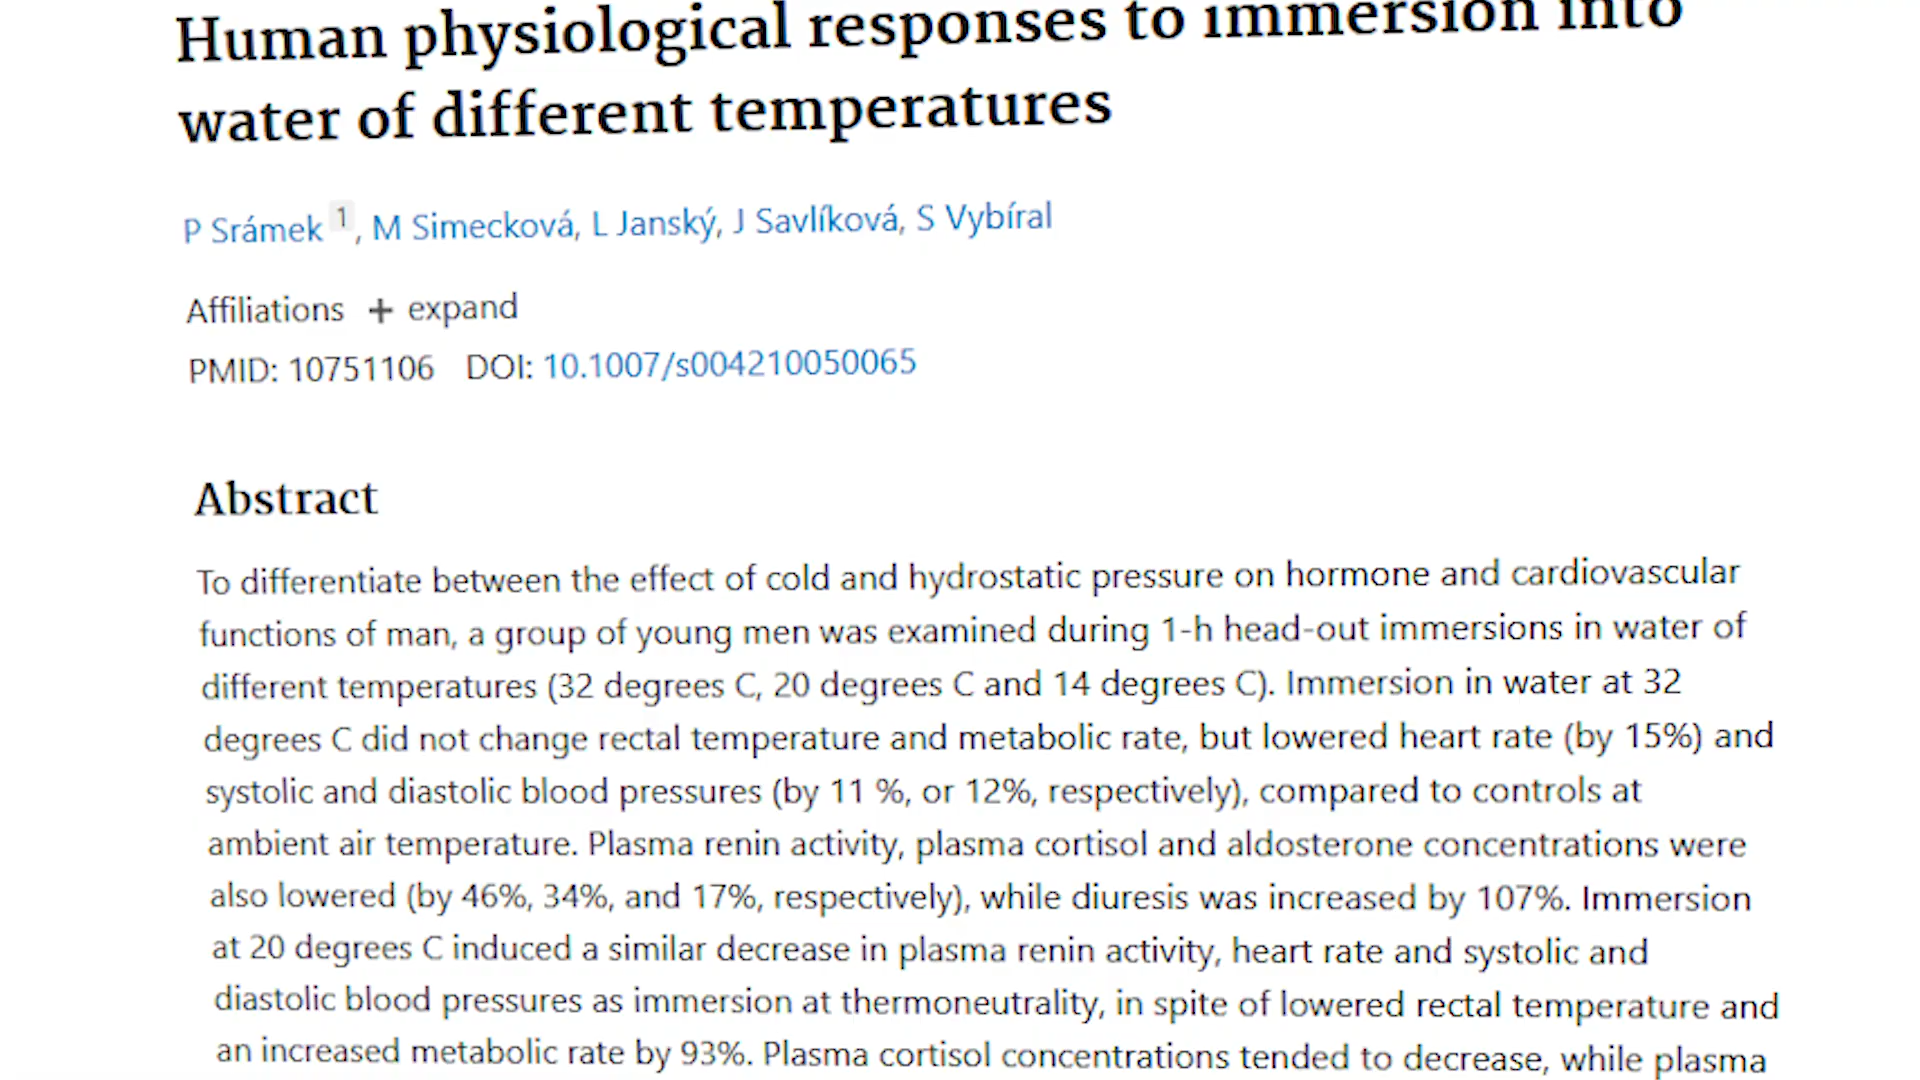 Human physiological responses to immersion into
water of different temperatures
P Srámek 1, M Simecková, L Janský, J Savlíková, S Vybíral
Affiliations + expand
PMID: 10751106 DOI: 10.1007/s004210050065
Abstract
To differentiate between the effect of cold and hydrostatic pressure on hormone and cardiovascular
functions of man, a group of young men was examined during 1-h head-out immersions in water of
different temperatures (32 degrees C, 20 degrees C and 14 degrees C). Immersion in water at 32
degrees C did not change rectal temperature and metabolic rate, but lowered heart rate (by 15%) and
systolic and diastolic blood pressures (by 11 %, or 12%, respectively), compared to controls at
ambient air temperature. Plasma renin activity, plasma cortisol and aldosterone concentrations were
also lowered (by 46%, 34%, and 17%, respectively), while diuresis was increased by 107%. Immersion
at 20 degrees C induced a similar decrease in plasma renin activity, heart rate and systolic and
diastolic blood pressures as immersion at thermoneutrality, in spite of lowered rectal temperature and
an increased metabolic rate by 93%. Plasma cortisol concentrations tended to decrease, while plasma